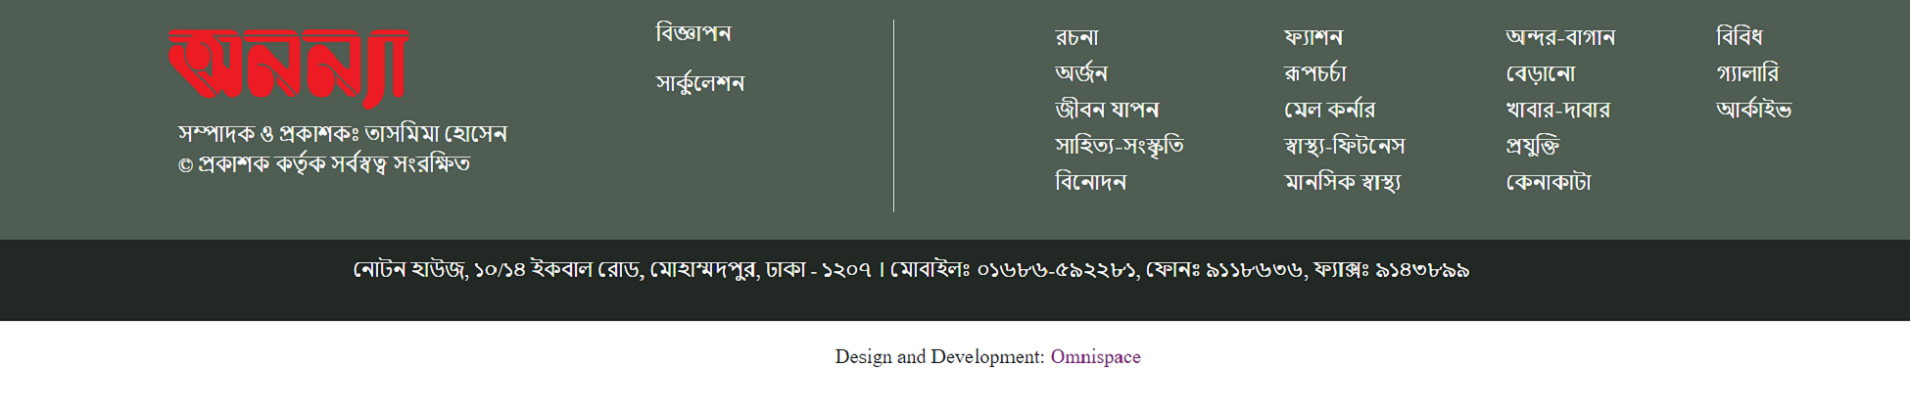 অনন্যা
সম্পাদক ও প্রকাশকঃ তাসমিমা হোসেন
© প্রকাশক কর্তৃক সর্বস্বত্ব সংরক্ষিত
বিজ্ঞাপন
সার্কুলেশন
রচনা
অর্জন
জীবন যাপন
সাহিত্য-সংস্কৃতি
বিনোদন
ফ্যাশন
রূপচর্চা
মেল কর্নার
স্বাস্থ্য-ফিটনেস
মানসিক স্বাস্থ্য
অন্দর-বাগান
বেড়ানো
খাবার-দাবার
প্রযুক্তি
কেনাকাটা
বিবিধ
গ্যালারি
আর্কাইভ
নোটন হাউজ, ১০/১৪ ইকবাল রোড, মোহাম্মদপুর, ঢাকা - ১২০৭ । মোবাইলঃ ০১৬৮৬-৫৯২২৮১, ফোনঃ ৯১১৮৬৩৬, ফ্যাক্সঃ ৯১৪৩৮৯৯
Design and Development: Omnispace